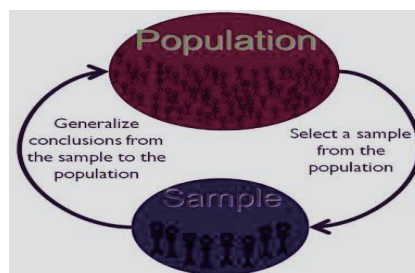 Population
Generalize
conclusions from
the sample to the
population
Select a sample
from the
population
Sample